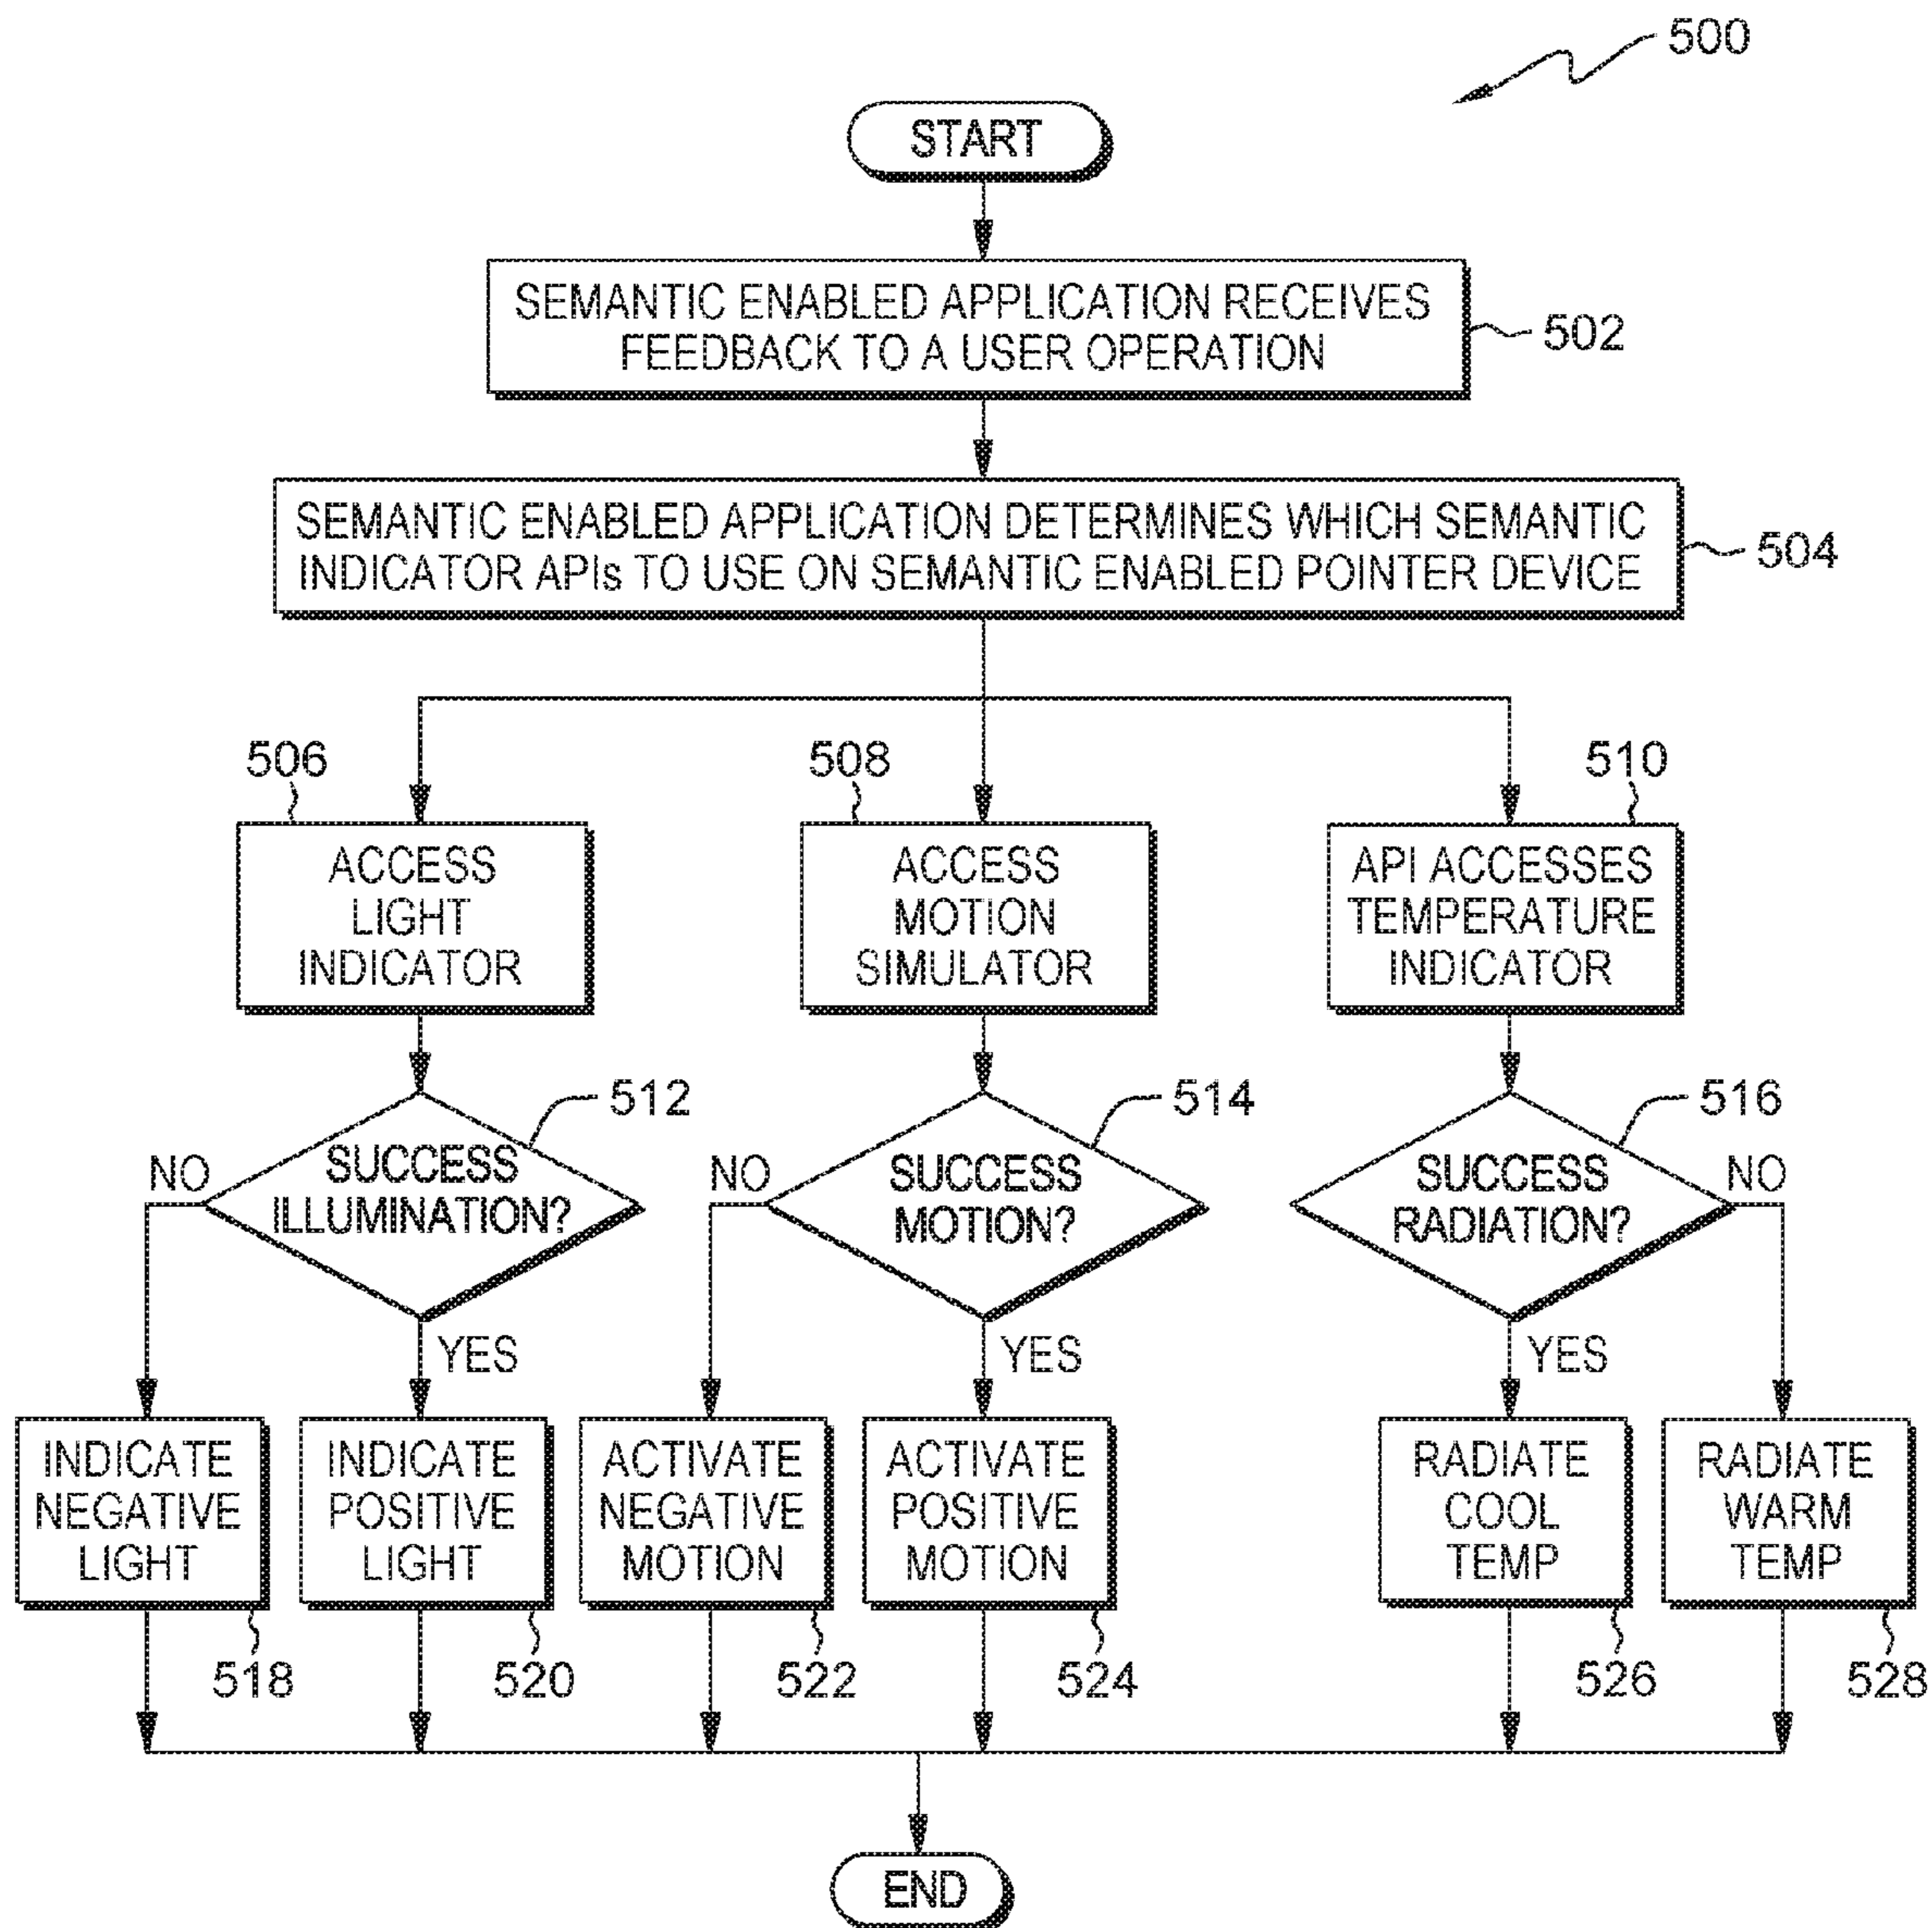 500
START
SEMANTIC ENABLED APPLICATION RECEIVES
FEEDBACK TO A USER OPERATION
502
SEMANTIC ENABLED APPLICATION DETERMINES WHICH SEMANTIC
INDICATOR APIs TO USE ON SEMANTIC ENABLED POINTER DEVICE
504
506
ACCESS
LIGHT
INDICATOR
508
ACCESS
MOTION
SIMULATOR
510
API ACCESSES
TEMPERATURE
INDICATOR
512
SUCCESS
ILLUMINATION?
NO
YES
514
SUCCESS
MOTION?
NO
YES
516
SUCCESS
RADIATION?
NO
YES
INDICATE
NEGATIVE
LIGHT
518
INDICATE
POSITIVE
LIGHT
520
ACTIVATE
NEGATIVE
MOTION
522
ACTIVATE
POSITIVE
MOTION
524
RADIATE
COOL
TEMP
526
RADIATE
WARM
TEMP
528
END